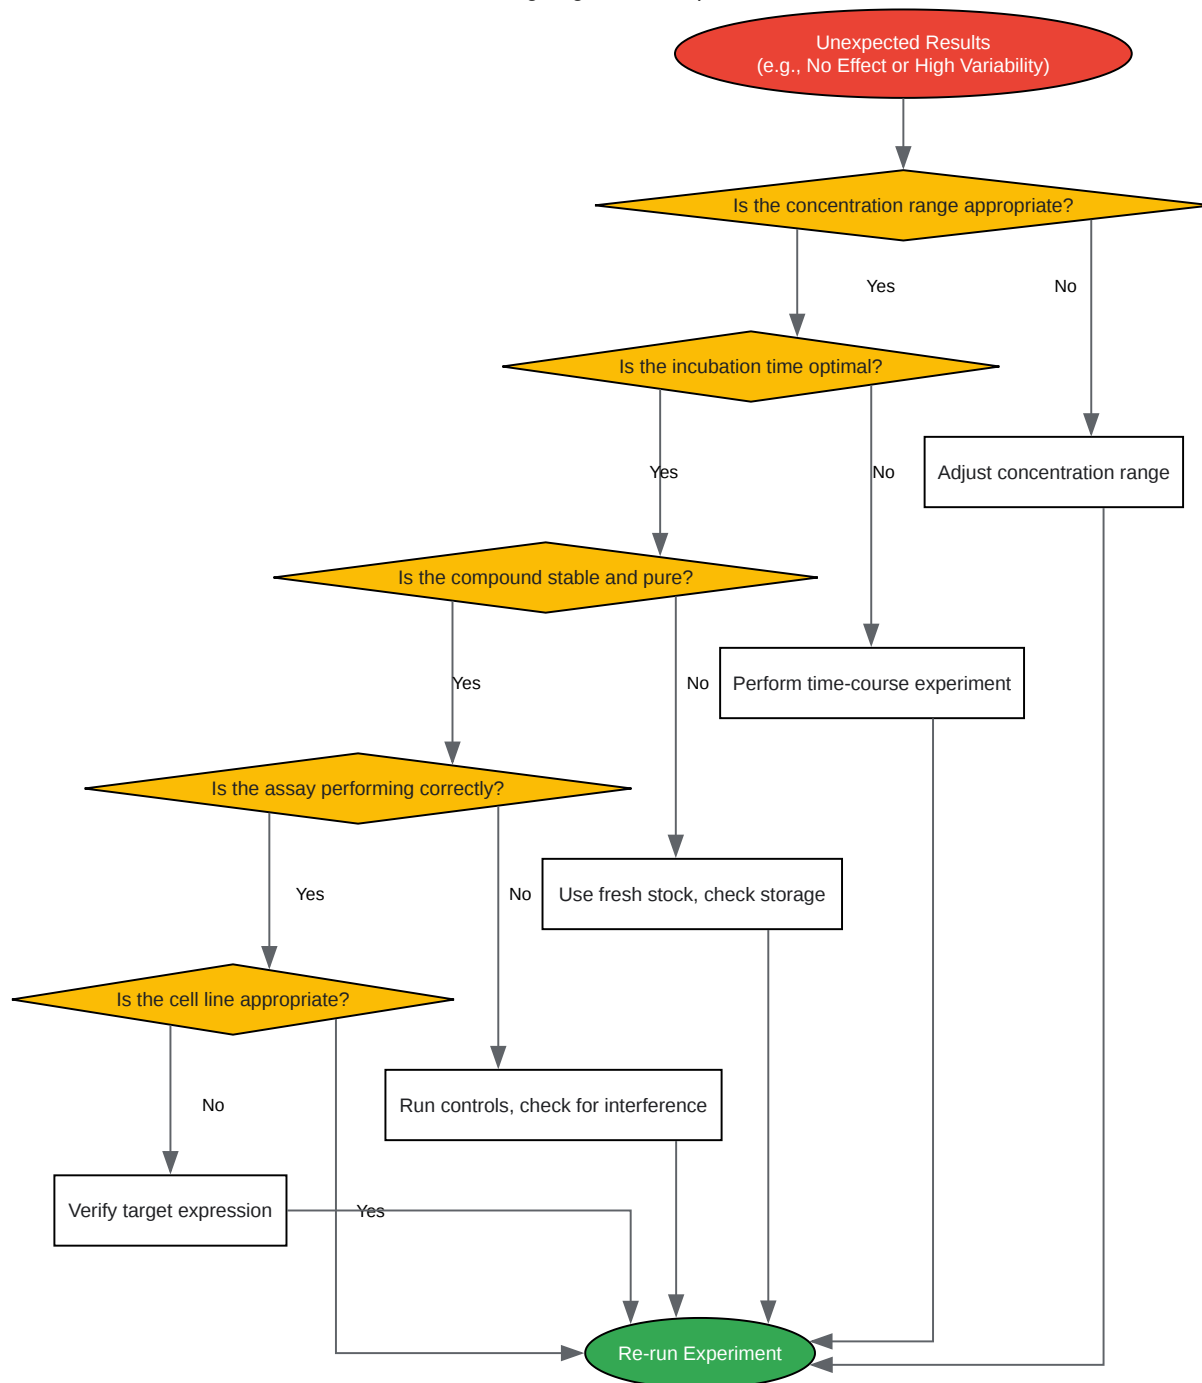 Unexpected Results
(e.g., No Effect or High Variability)
Is the concentration range appropriate?
Yes
No
Is the incubation time optimal?
Yes
No
Adjust concentration range
Is the compound stable and pure?
Yes
No
Perform time-course experiment
Is the assay performing correctly?
Yes
No
Use fresh stock, check storage
Is the cell line appropriate?
No
Run controls, check for interference
Verify target expression
Yes
Re-run Experiment